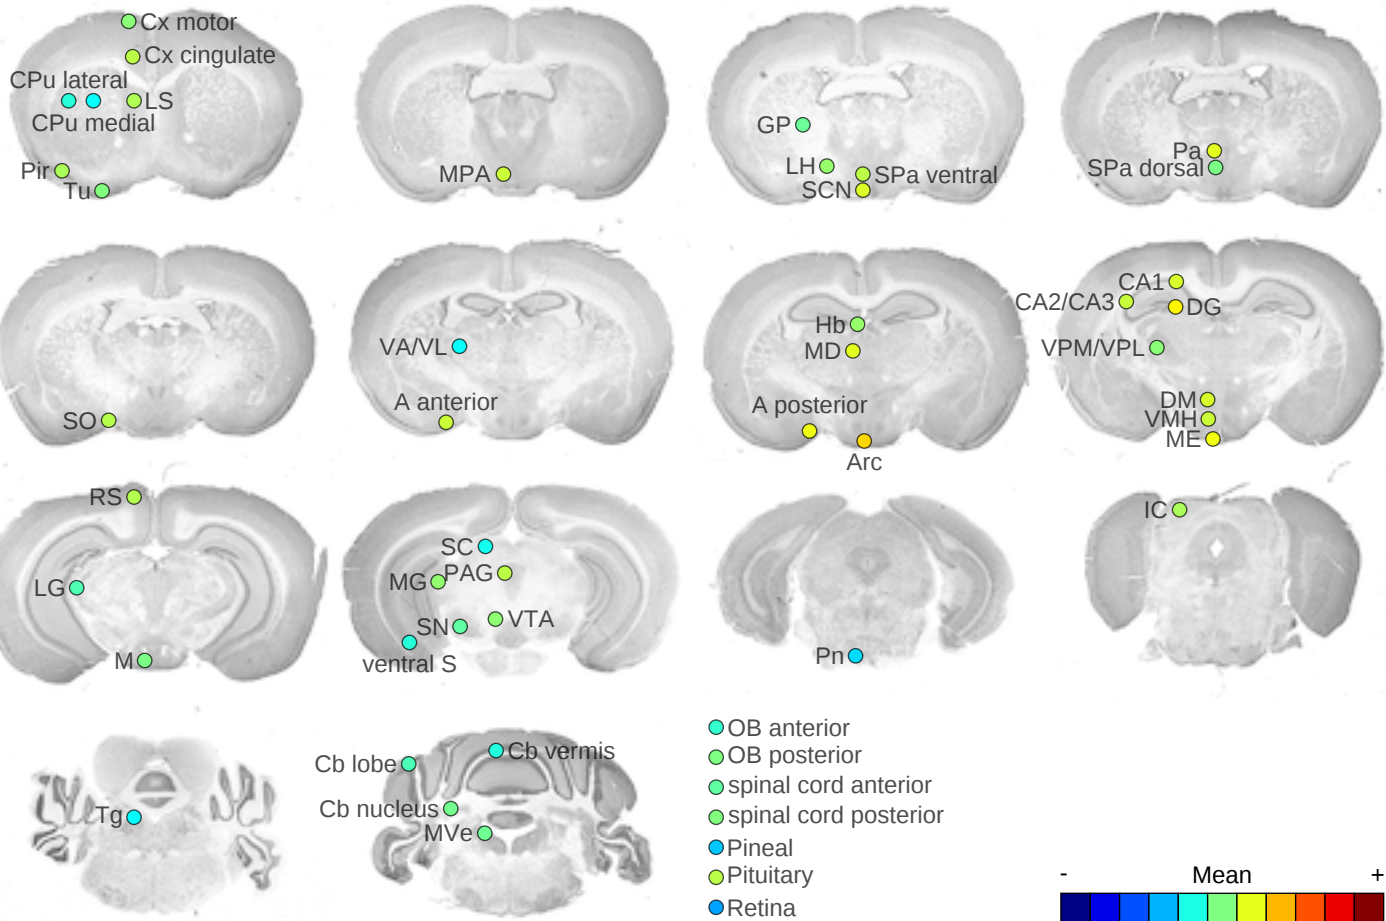 Cx motor
Cx cingulate
CPu lateral
LS
CPu medial
Pir
Tu
MPA
GP
LH
SPa ventral
SCN
Pa
SPa dorsal
SO
VA/VL
A anterior
Hb
MD
A posterior
Arc
CA1
CA2/CA3
DG
VPM/VPL
DM
VMH
ME
RS
LG
M
SC
MG
PAG
SN
VTA
ventral S
Pn
IC
Tg
Cb lobe
Cb vermis
Cb nucleus
MVe
OB anterior
OB posterior
spinal cord anterior
spinal cord posterior
Pineal
Pituitary
Retina
- Mean +